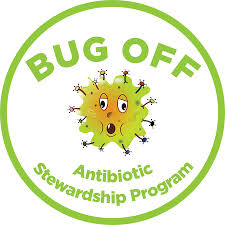 BUG OFF
Antibiotic
Stewardship Program